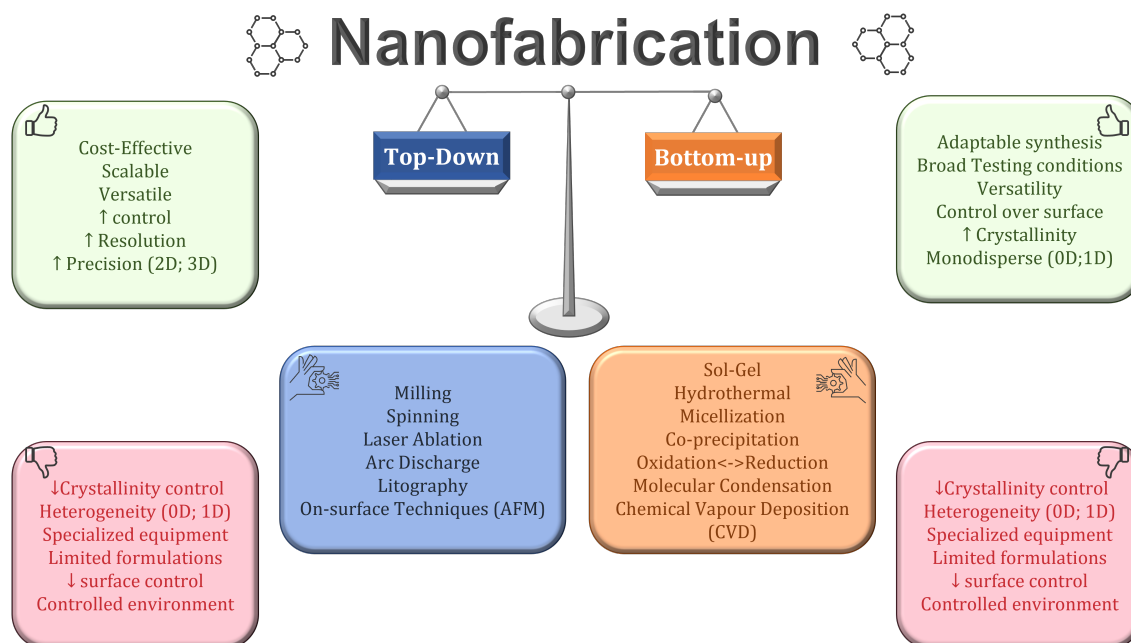 Nanofabrication
Top-Down
Bottom-up
Cost-Effective
Scalable
Versatile
↑ control
↑ Resolution
↑ Precision (2D; 3D)
Adaptable synthesis
Broad Testing conditions
Versatility
Control over surface
↑ Crystallinity
Monodisperse (0D;1D)
Milling
Spinning
Laser Ablation
Arc Discharge
Litography
On-surface Techniques (AFM)
Sol-Gel
Hydrothermal
Micellization
Co-precipitation
Oxidation<->Reduction
Molecular Condensation
Chemical Vapour Deposition
(CVD)
↓Crystallinity control
Heterogeneity (0D; 1D)
Specialized equipment
Limited formulations
↓ surface control
Controlled environment
↓Crystallinity control
Heterogeneity (0D; 1D)
Specialized equipment
Limited formulations
↓ surface control
Controlled environment